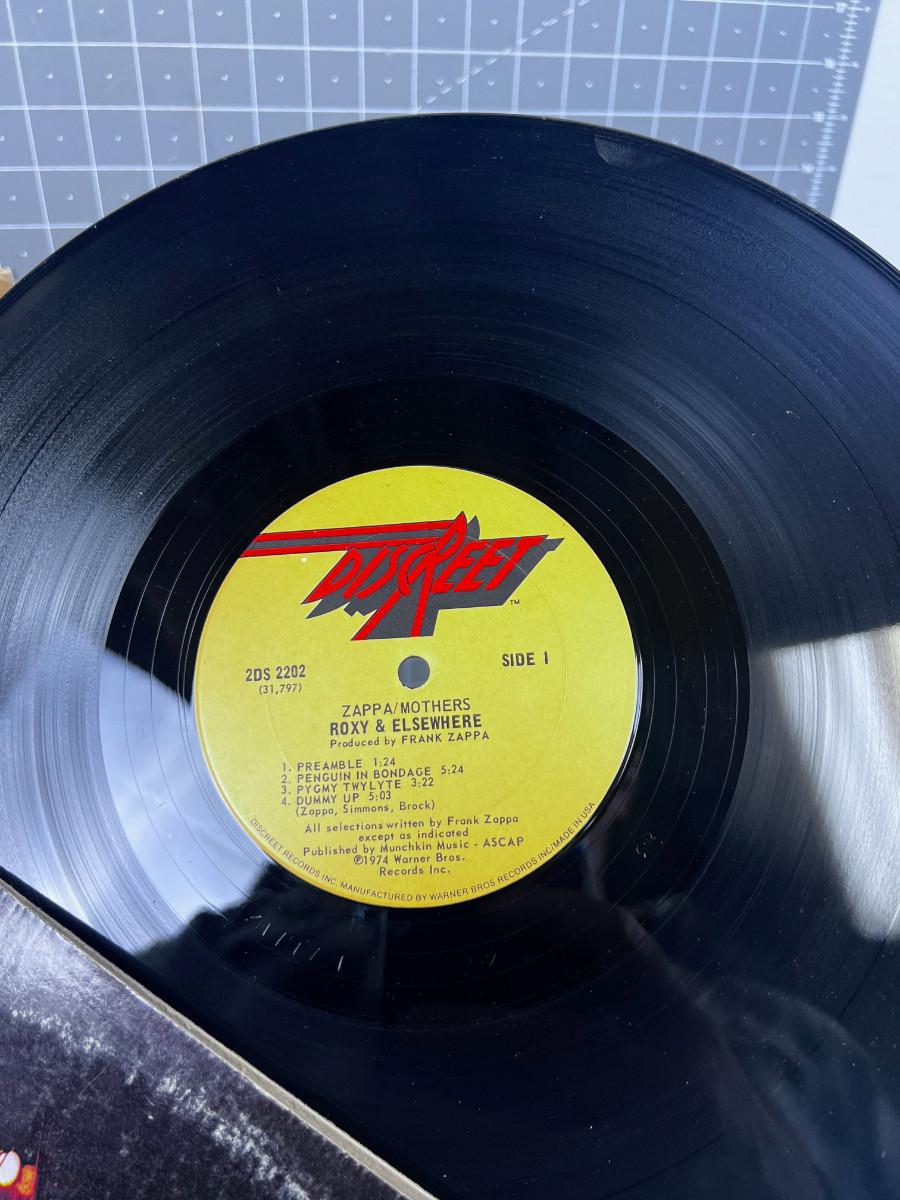 DISCREET
TM
2DS 2202
SIDE 1
(31,797)
ZAPPA/MOTHERS
ROXY & ELSEWHERE
Produced by FRANK ZAPPA
1. PREAMBLE 1:24
2. PENGUIN IN BONDAGE 5:24
3. PYGMY TWYLYTE 3:22
4. DUMMY UP 5:03
(Zappa, Simmons, Brock)
All selections written by Frank Zappa
except as indicated
Published by Munchkin Music - ASCAP
℗1974 Warner Bros.
Records Inc.
DISCREET RECORDS INC. MANUFACTURED BY WARNER BROS RECORDS INC/MADE IN USA